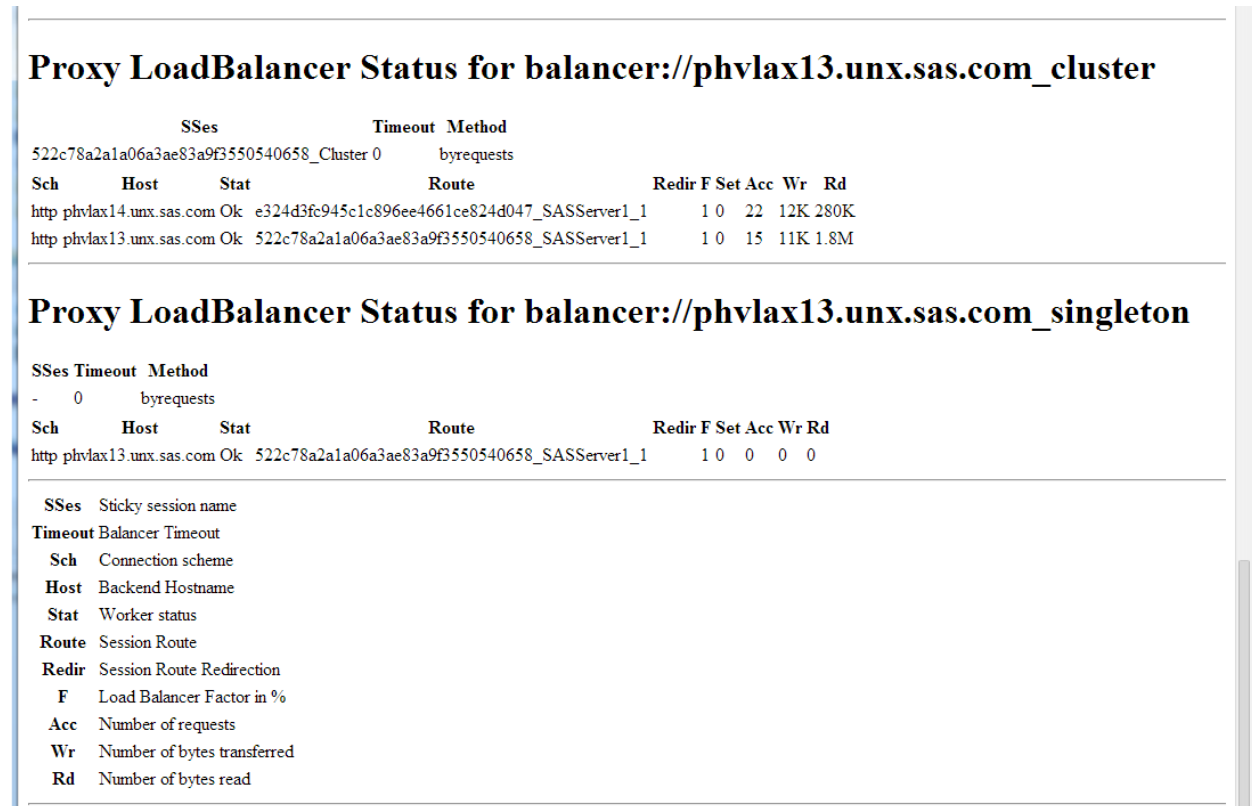 Proxy LoadBalancer Status for balancer://phvlax13.unx.sas.com_cluster
SSes Timeout Method
522c78a2a1a06a3ae83a9f3550540658_Cluster 0 byrequests
Sch Host Stat Route Redir F Set Acc Wr Rd
http phvlax14.unx.sas.com Ok e324d3fc945c1c896ee4661ce824d047_SASServer1_1 1 0 22 12K 280K
http phvlax13.unx.sas.com Ok 522c78a2a1a06a3ae83a9f3550540658_SASServer1_1 1 0 15 11K 1.8M
Proxy LoadBalancer Status for balancer://phvlax13.unx.sas.com_singleton
SSes Timeout Method
- 0 byrequests
Sch Host Stat Route Redir F Set Acc Wr Rd
http phvlax13.unx.sas.com Ok 522c78a2a1a06a3ae83a9f3550540658_SASServer1_1 1 0 0 0 0
SSes Sticky session name
Timeout Balancer Timeout
Sch Connection scheme
Host Backend Hostname
Stat Worker status
Route Session Route
Redir Session Route Redirection
F Load Balancer Factor in %
Acc Number of requests
Wr Number of bytes transferred
Rd Number of bytes read